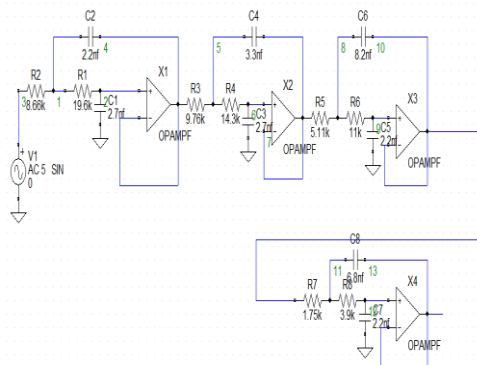 C2
2.2nf
4
C4
3.3nf
5
C6
8.2nf
8
10
X1
X2
X3
R2
8.66k
3
1
R1
19.6k
2
C1
2.7nf
OPAMPF
R3
9.76k
R4
14.3k
6
C3
2.7nf
7
OPAMPF
R5
5.11k
R6
11k
9
C5
2.2nf
OPAMPF
V1
AC 5 SIN
0
C8
6.8nf
11
13
X4
R7
1.75k
R8
3.9k
C7
2.2nf
OPAMPF